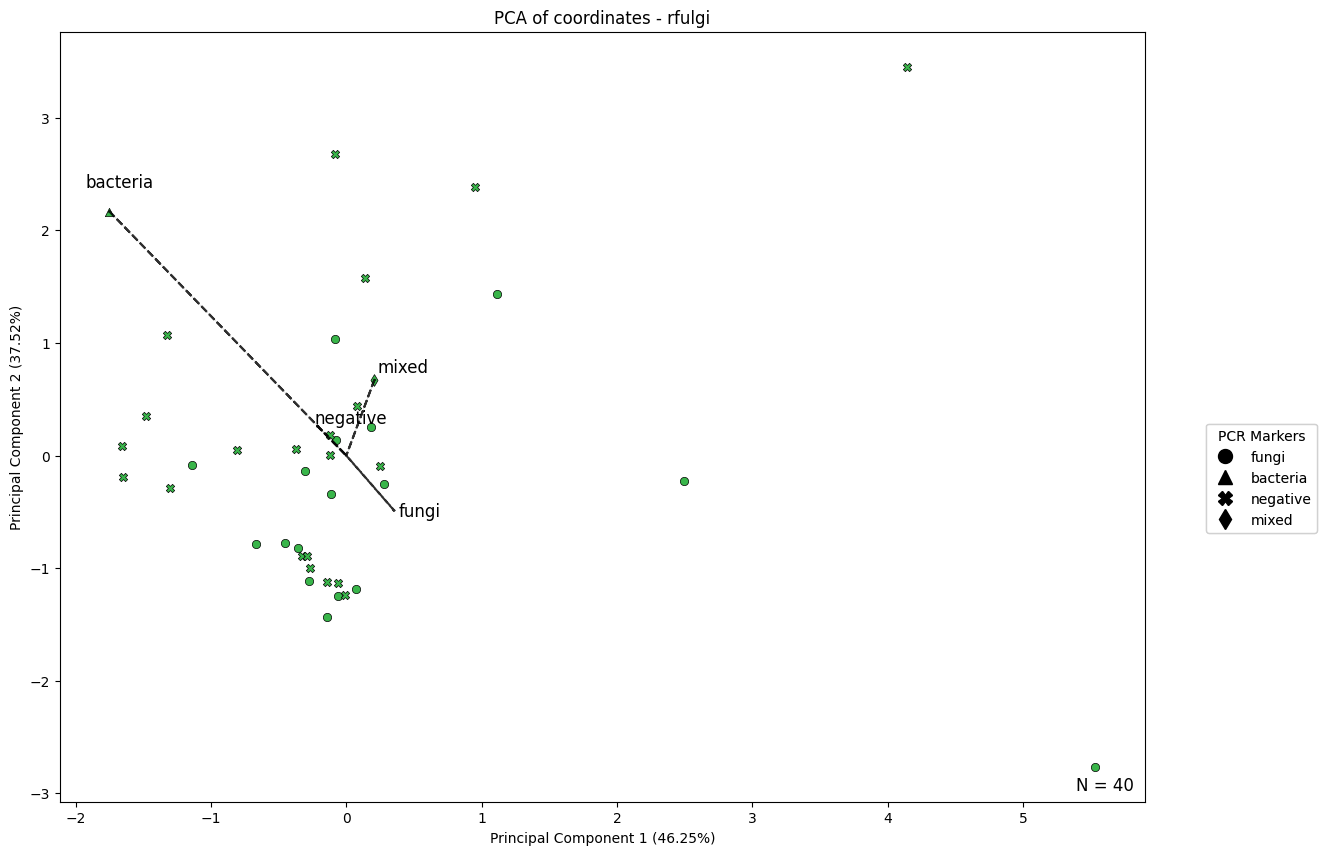 PCA of coordinates - rfulgi
Principal Component 2 (37.52%)
3
2
1
0
−1
−2
−3
bacteria
mixed
negative
fungi
N = 40
−2
−1
0
1
2
3
4
5
Principal Component 1 (46.25%)
PCR Markers
fungi
bacteria
negative
mixed